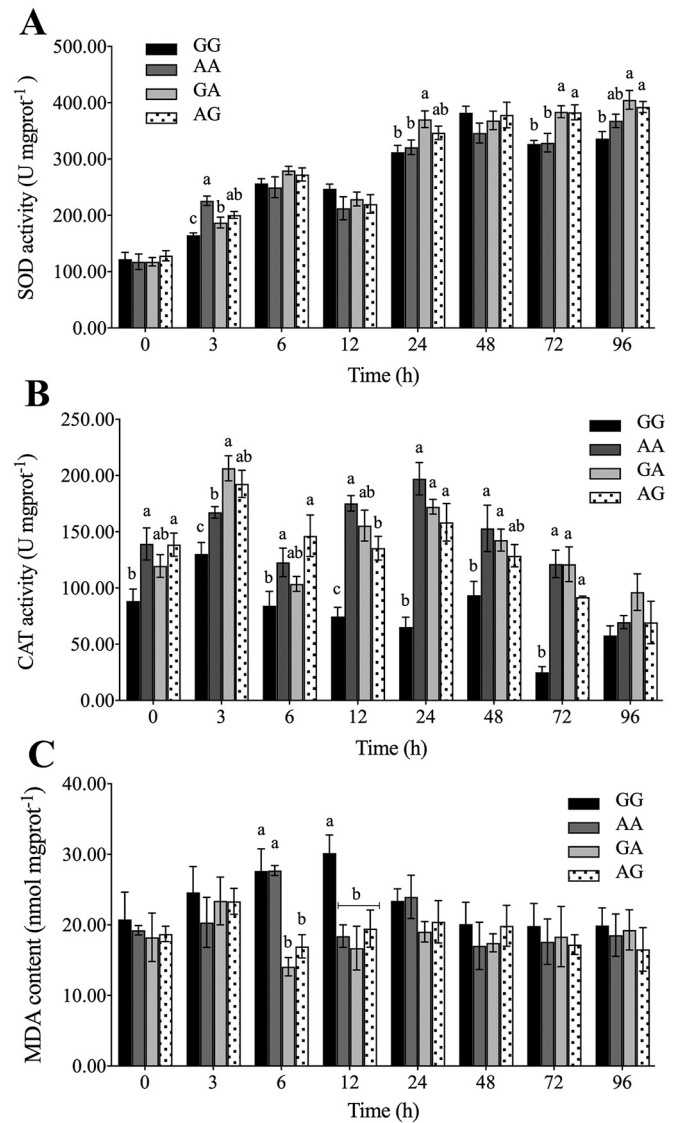 A
500.00
400.00
300.00
200.00
100.00
0.00
SOD activity (U mgprot-1 )
GG
AA
GA
AG
c a b ab
b b a ab
b b a a
b ab a a
0 3 6 12 24 48 72 96
Time (h)
B
250.00
200.00
150.00
100.00
50.00
0.00
CAT activity (U mgprot-1)
GG
AA
GA
AG
b a ab a
c b a ab
b a ab a
c a ab b
b a a a
b a a ab
b a a a
0 3 6 12 24 48 72 96
Time (h)
C
40.00
30.00
20.00
10.00
0.00
MDA content (nmol mgprot-1)
GG
AA
GA
AG
a a b b
a b
0 3 6 12 24 48 72 96
Time (h)